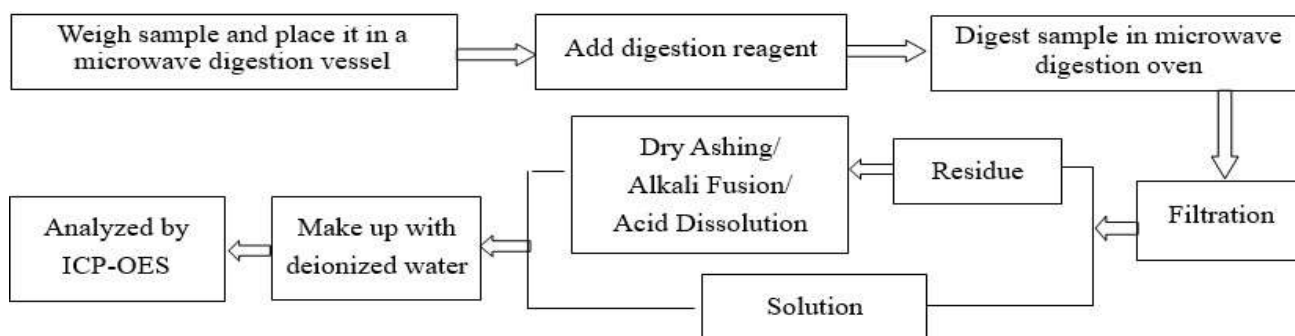 Weigh sample and place it in a
microwave digestion vessel
Add digestion reagent
Digest sample in microwave
digestion oven
Filtration
Residue
Dry Ashing/
Alkali Fusion/
Acid Dissolution
Solution
Make up with
deionized water
Analyzed by
ICP-OES